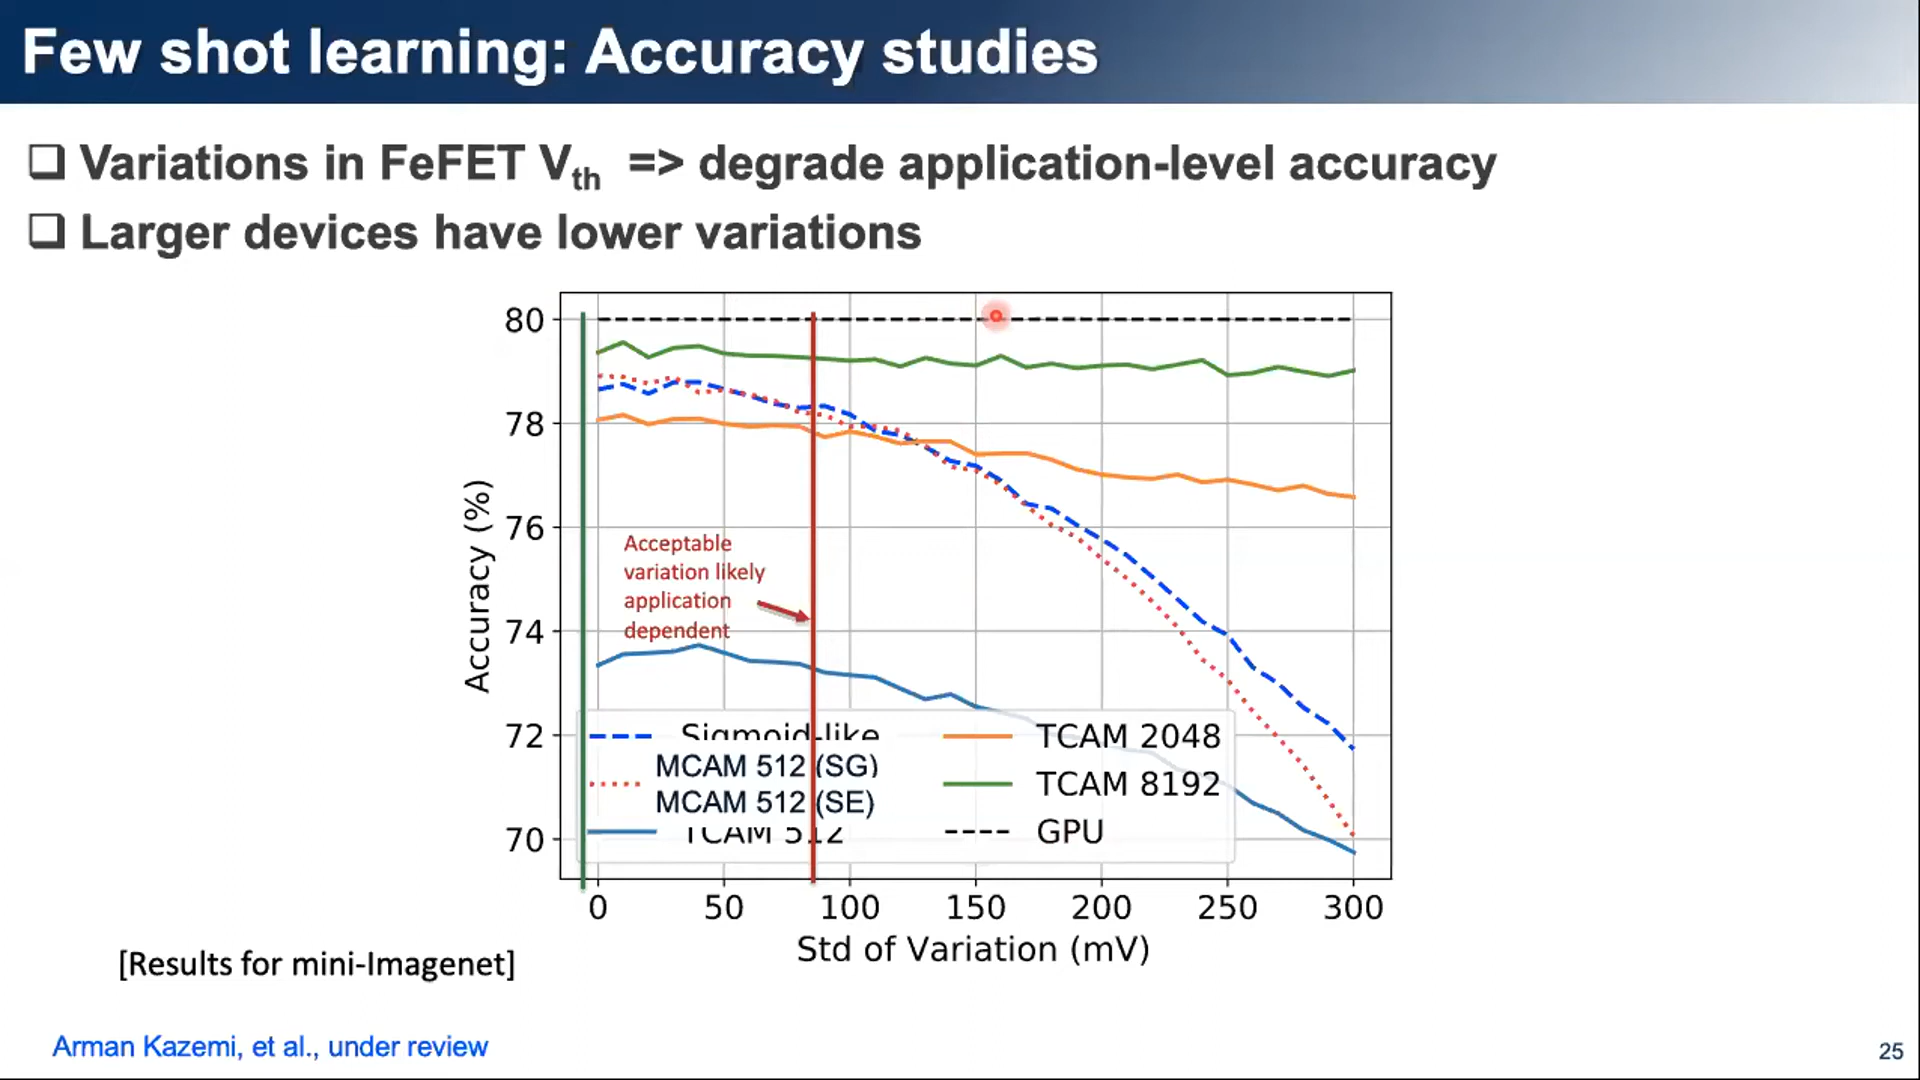 Few shot learning: Accuracy studies
❑ Variations in FeFET Vth => degrade application-level accuracy
❑ Larger devices have lower variations
80
78
76
74
72
70
Accuracy (%)
Acceptable
variation likely
application
dependent
Sigmoid-like
MCAM 512 (SG)
MCAM 512 (SE)
TCAM 512
TCAM 2048
TCAM 8192
GPU
0 50 100 150 200 250 300
Std of Variation (mV)
[Results for mini-Imagenet]
Arman Kazemi, et al., under review
25